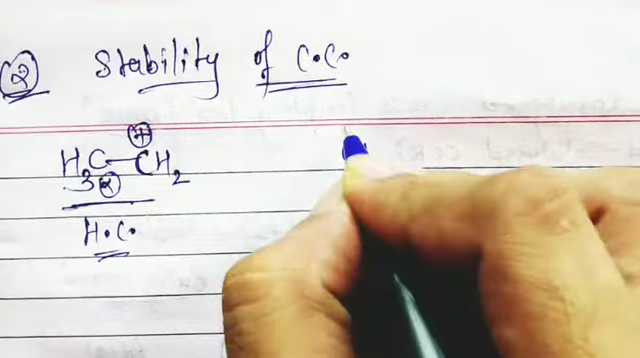 ② Stability of C.C.
H₃C—CH₂
⊕
α
H.C.